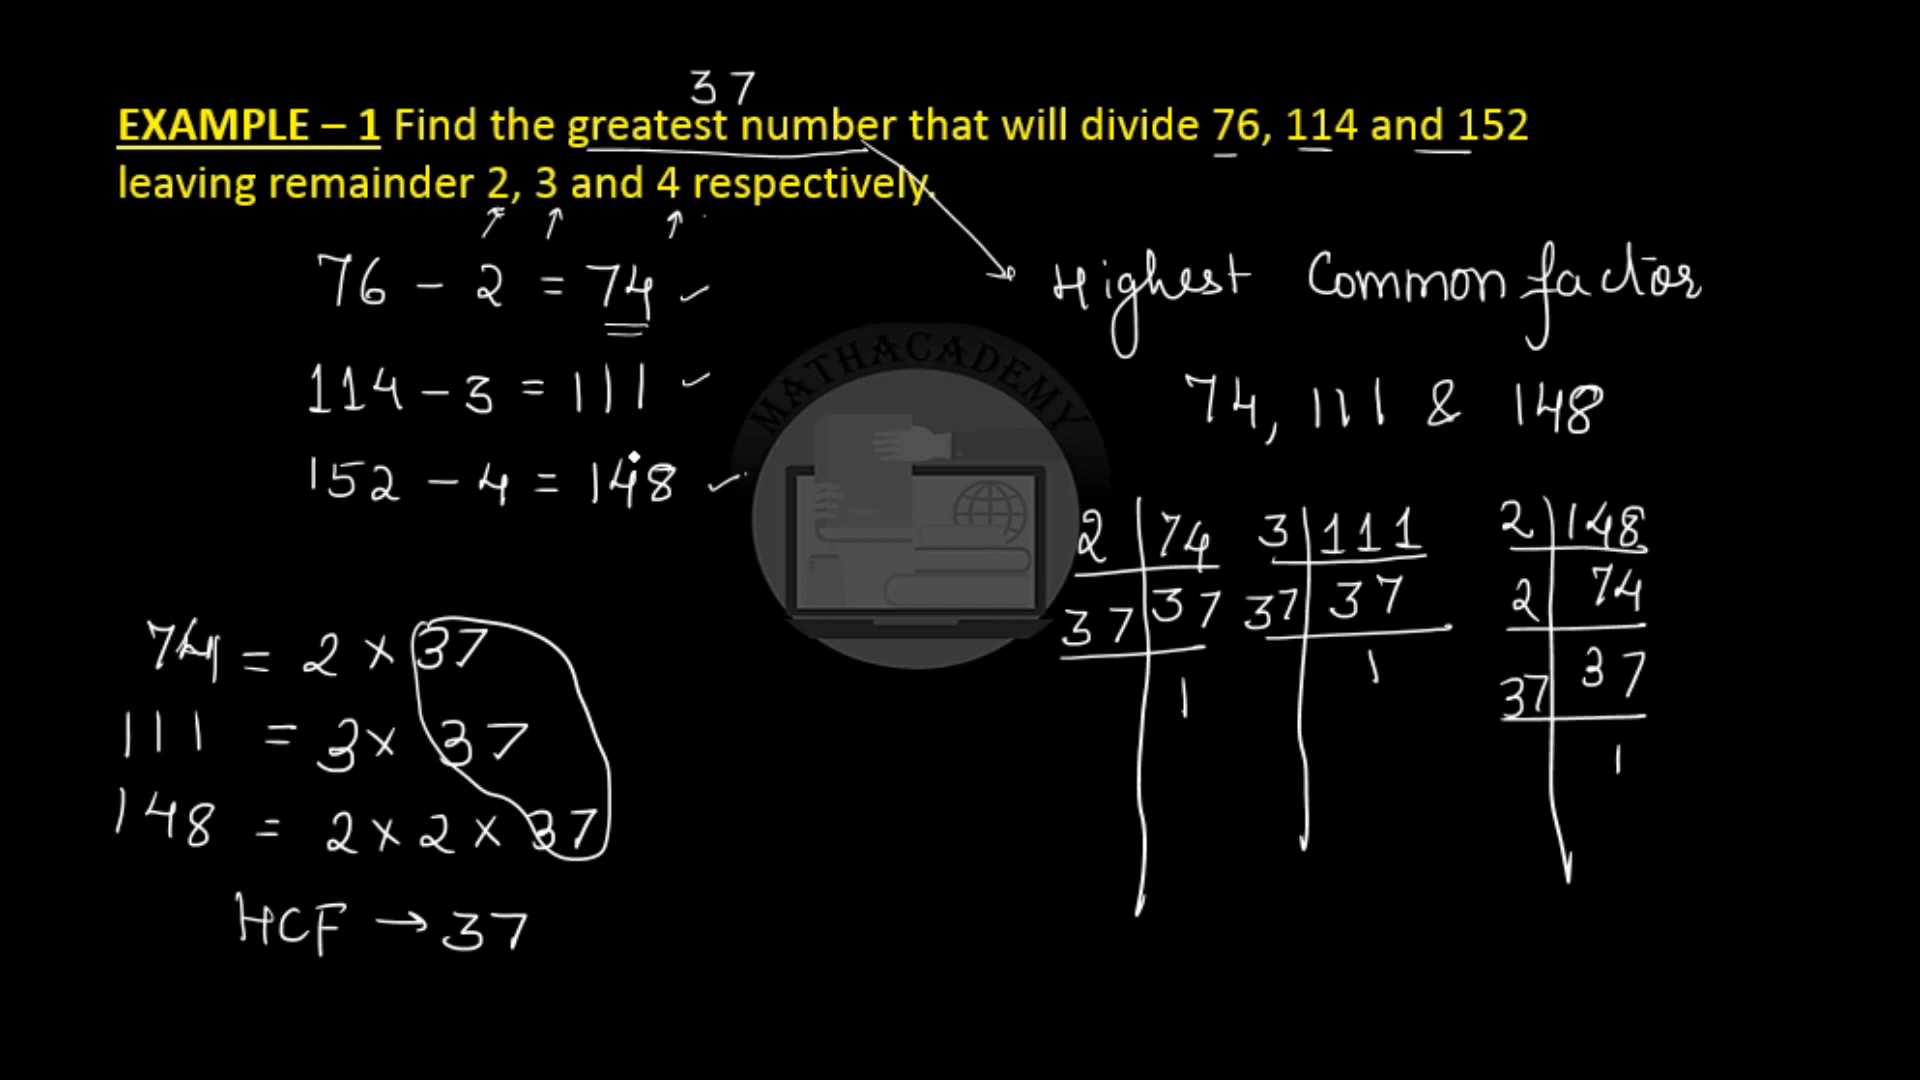 37
EXAMPLE – 1 Find the greatest number that will divide 76, 114 and 152
leaving remainder 2, 3 and 4 respectively.
76 - 2 = 74
114 - 3 = 111
152 - 4 = 148
Highest Common factor
74, 111 & 148
MATHACADEMY
2 74
37 37
1
3 111
37 37
1
2 148
2 74
37 37
1
74 = 2 × 37
111 = 3 × 37
148 = 2 × 2 × 37
HCF → 37